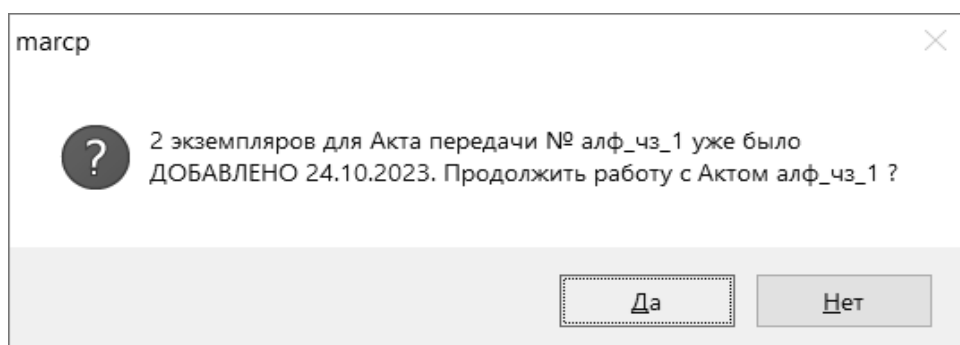 marcp
?
2 экземпляров для Акта передачи № алф_чз_1 уже было
ДОБАВЛЕНО 24.10.2023. Продолжить работу с Актом алф_чз_1 ?
Да
Нет